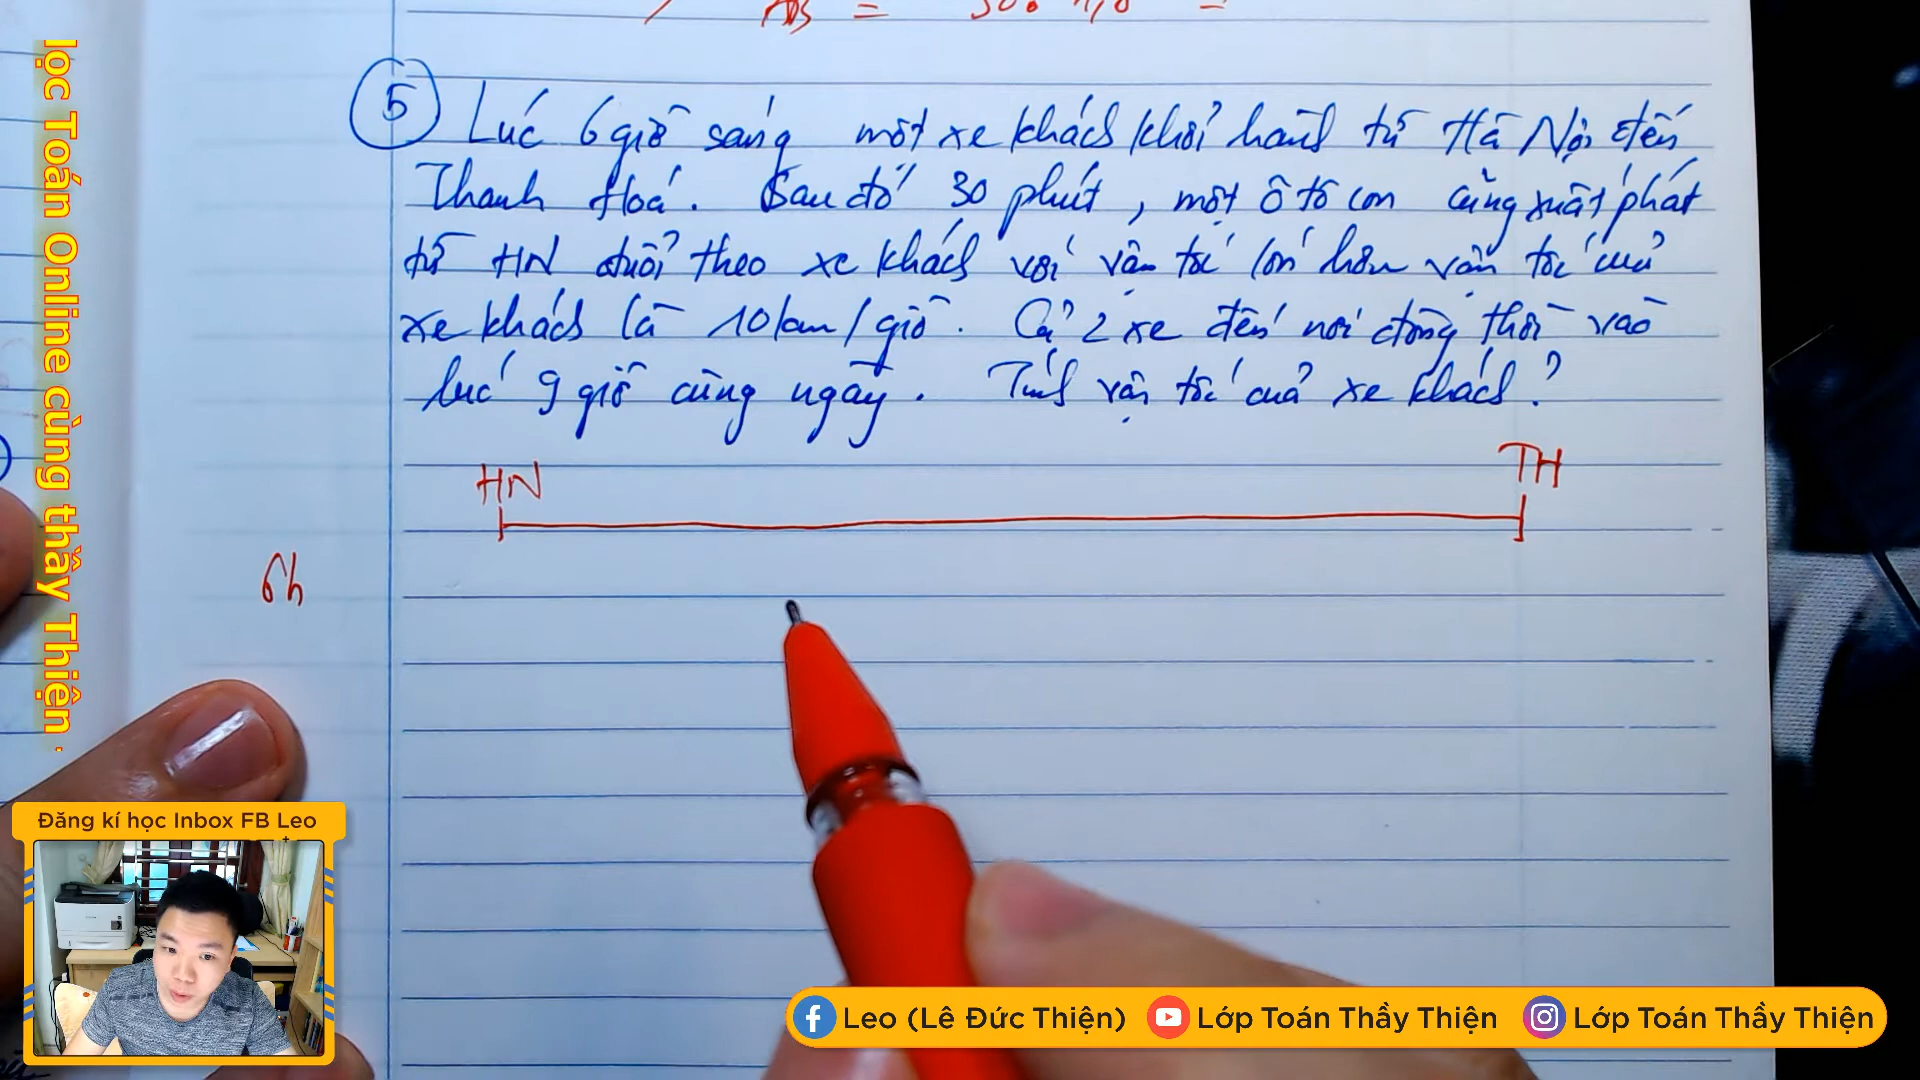 AB =
5
Lúc 6 giờ sáng một xe khách khởi hành từ Hà Nội đến
Thanh Hoá. Sau đó 30 phút, một ô tô con cũng xuất phát
từ HN đuổi theo xe khách với vận tốc lớn hơn vận tốc của
xe khách là 10km/giờ. Cả 2 xe đến nơi đồng thời vào
lúc 9 giờ cùng ngày. Tính vận tốc của xe khách?
HN
TH
6h
lọc Toán Online cùng thầy Thiện .
Đăng kí học Inbox FB Leo
Leo (Lê Đức Thiện)
Lớp Toán Thầy Thiện
Lớp Toán Thầy Thiện